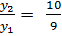 y₂/y₁ = 10/9